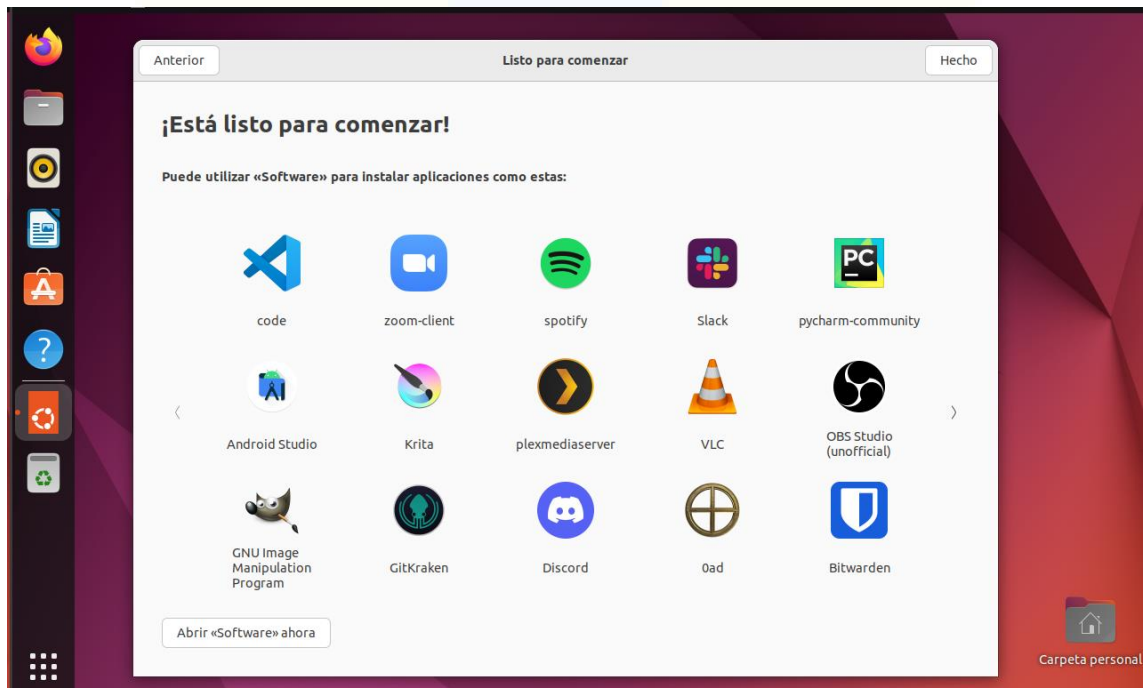 Anterior
Listo para comenzar
Hecho
¡Está listo para comenzar!
Puede utilizar «Software» para instalar aplicaciones como estas:
PC
code
zoom-client
spotify
Slack
pycharm-community
Android Studio
Krita
plexmediaserver
VLC
OBS Studio
(unofficial)
GNU Image
Manipulation
Program
GitKraken
Discord
0ad
Bitwarden
Abrir «Software» ahora
Carpeta personal